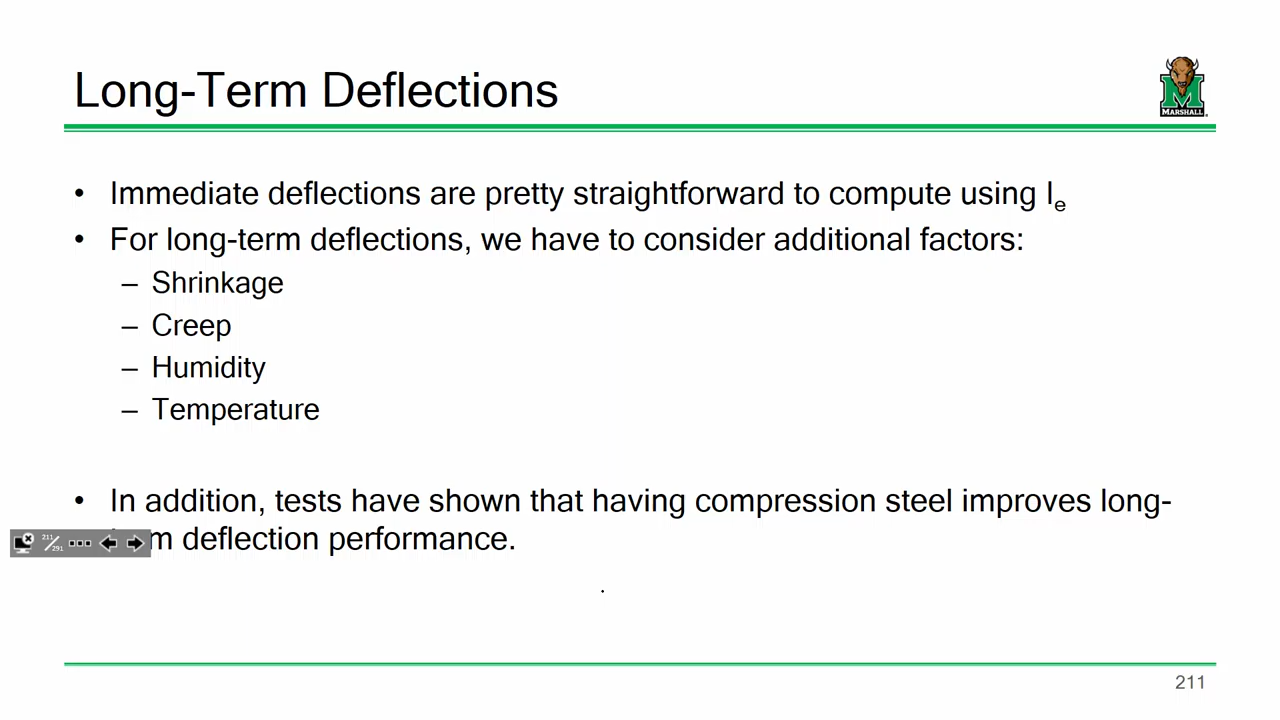 Long-Term Deflections
MARSHALL
• Immediate deflections are pretty straightforward to compute using Ie
• For long-term deflections, we have to consider additional factors:
– Shrinkage
– Creep
– Humidity
– Temperature
• In addition, tests have shown that having compression steel improves long-
m deflection performance.
211/291
211